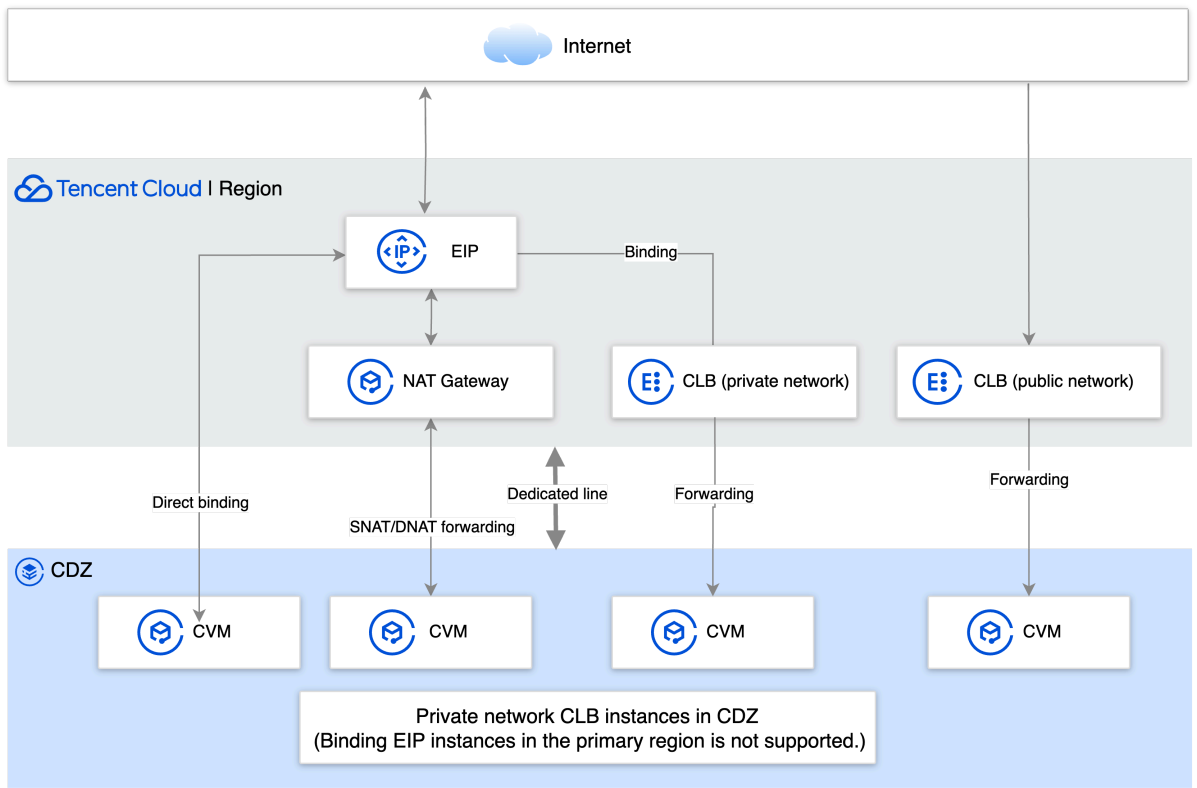 Internet
Tencent Cloud | Region
<IP>
EIP
Binding
NAT Gateway
CLB (private network)
CLB (public network)
Direct binding
SNAT/DNAT forwarding
Dedicated line
Forwarding
Forwarding
CDZ
CVM
CVM
CVM
CVM
Private network CLB instances in CDZ
(Binding EIP instances in the primary region is not supported.)